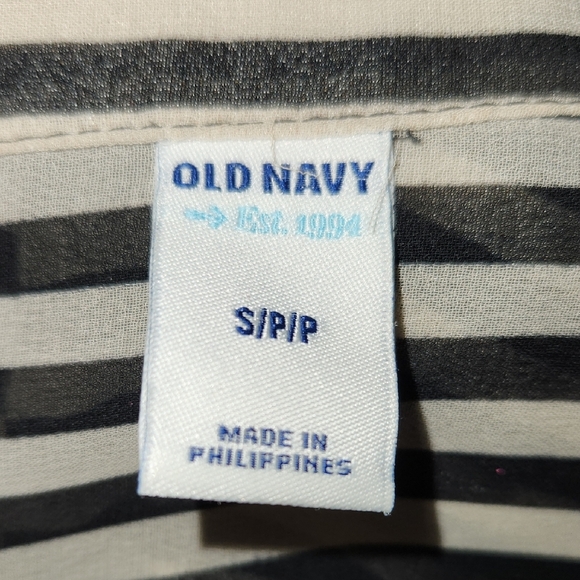 OLD NAVY
Est. 1994
S/P/P
MADE IN
PHILIPPINES